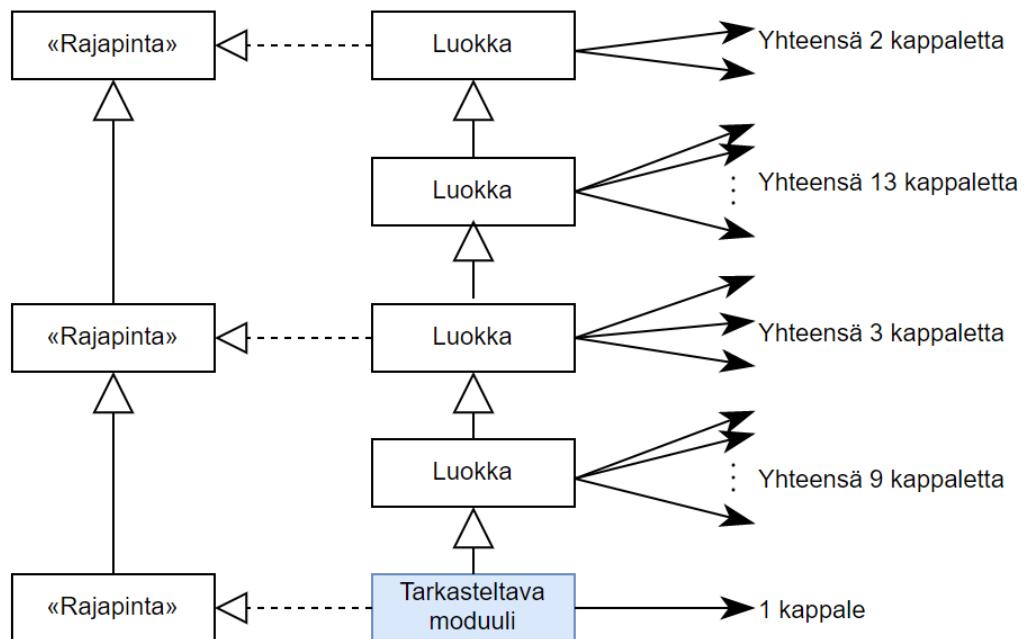 «Rajapinta»
Luokka
Yhteensä 2 kappaletta
Luokka
Yhteensä 13 kappaletta
«Rajapinta»
Luokka
Yhteensä 3 kappaletta
Luokka
Yhteensä 9 kappaletta
«Rajapinta»
Tarkasteltava
moduuli
1 kappale